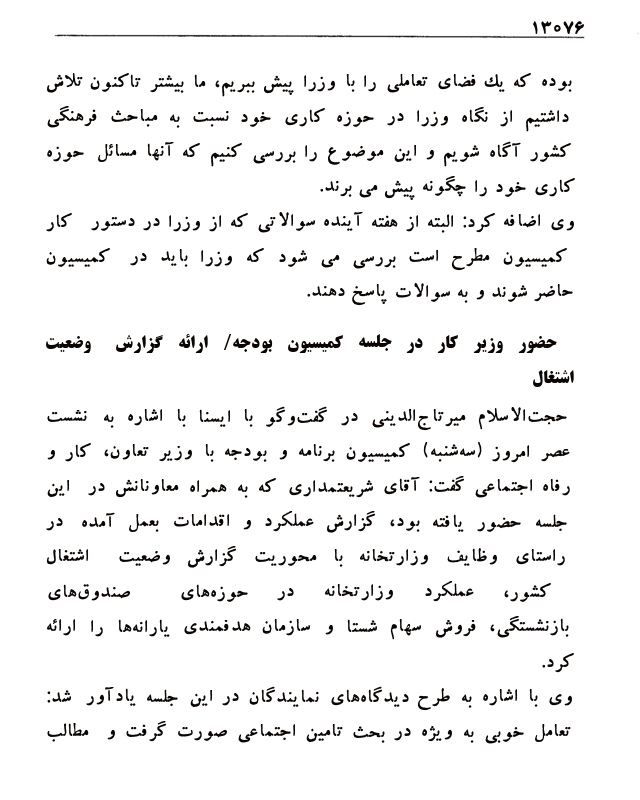 ۱۳۰۷۶
بوده که یك فضای تعاملی را با وزرا پیش ببریم، ما بیشتر تاکنون تلاش
داشتیم از نگاه وزرا در حوزه کاری خود نسبت به مباحث فرهنگی
کشور آگاه شویم و این موضوع را بررسی کنیم که آنها مسائل حوزه
کاری خود را چگونه پیش می برند.
وی اضافه کرد: البته از هفته آینده سوالاتی که از وزرا در دستور کار
کمیسیون مطرح است بررسی می شود که وزرا باید در کمیسیون
حاضر شوند و به سوالات پاسخ دهند.
حضور وزیر کار در جلسه کمیسیون بودجه/ ارائه گزارش وضعیت
اشتغال
حجت‌الاسلام میرتاج‌الدینی در گفت‌وگو با ایسنا با اشاره به نشست
عصر امروز (سه‌شنبه) کمیسیون برنامه و بودجه با وزیر تعاون، کار و
رفاه اجتماعی گفت: آقای شریعتمداری که به همراه معاونانش در این
جلسه حضور یافته بود، گزارش عملکرد و اقدامات بعمل آمده در
راستای وظایف وزارتخانه با محوریت گزارش وضعیت اشتغال
کشور، عملکرد وزارتخانه در حوزه‌های صندوق‌های
بازنشستگی، فروش سهام شستا و سازمان هدفمندی یارانه‌ها را ارائه
کرد.
وی با اشاره به طرح دیدگاه‌های نمایندگان در این جلسه یادآور شد:
تعامل خوبی به ویژه در بحث تامین اجتماعی صورت گرفت و مطالب